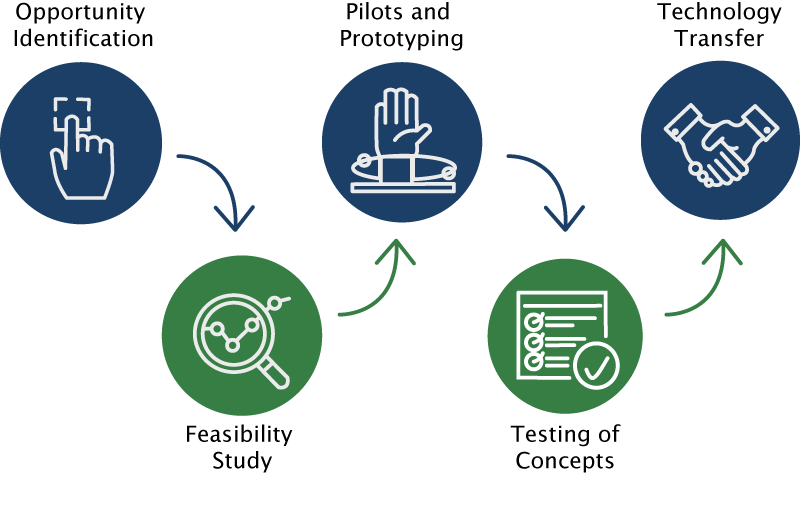 Opportunity
Identification
Feasibility
Study
Pilots and
Prototyping
Testing of
Concepts
Technology
Transfer